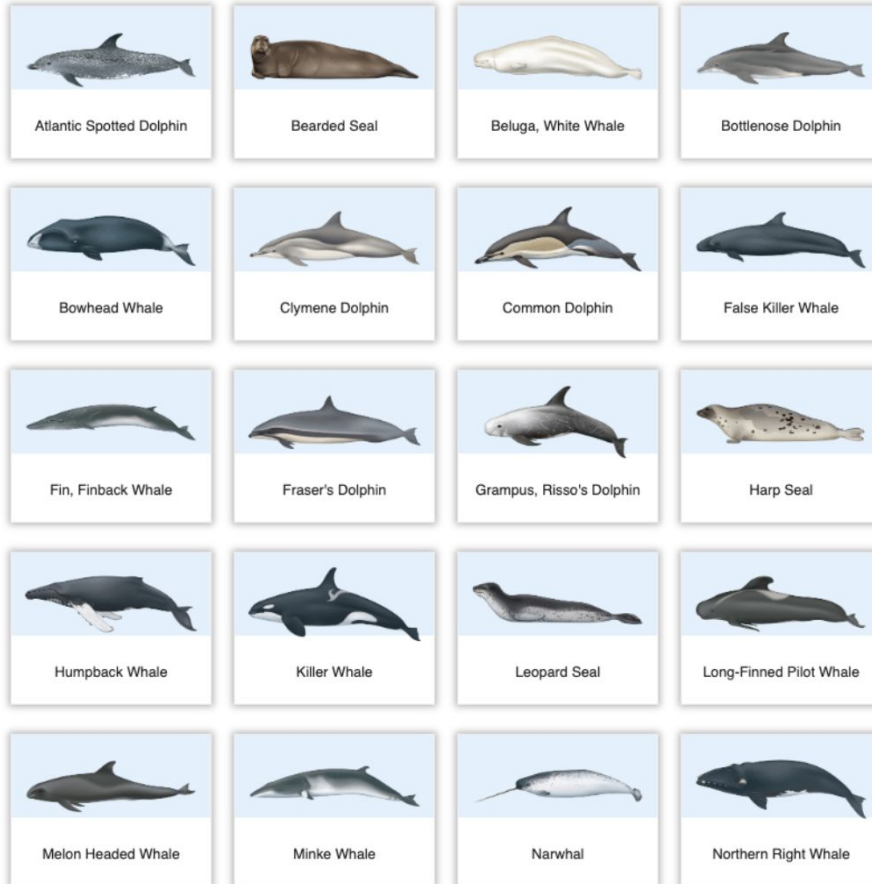 Atlantic Spotted Dolphin
Bearded Seal
Beluga, White Whale
Bottlenose Dolphin
Bowhead Whale
Clymene Dolphin
Common Dolphin
False Killer Whale
Fin, Finback Whale
Fraser's Dolphin
Grampus, Risso's Dolphin
Harp Seal
Humpback Whale
Killer Whale
Leopard Seal
Long-Finned Pilot Whale
Melon Headed Whale
Minke Whale
Narwhal
Northern Right Whale